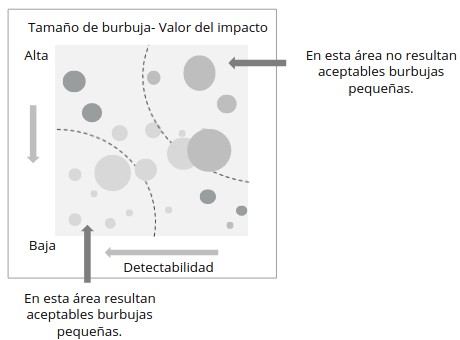 Tamaño de burbuja- Valor del impacto
Alta
En esta área no resultan
aceptables burbujas
pequeñas.
Baja
Detectabilidad
En esta área resultan
aceptables burbujas
pequeñas.